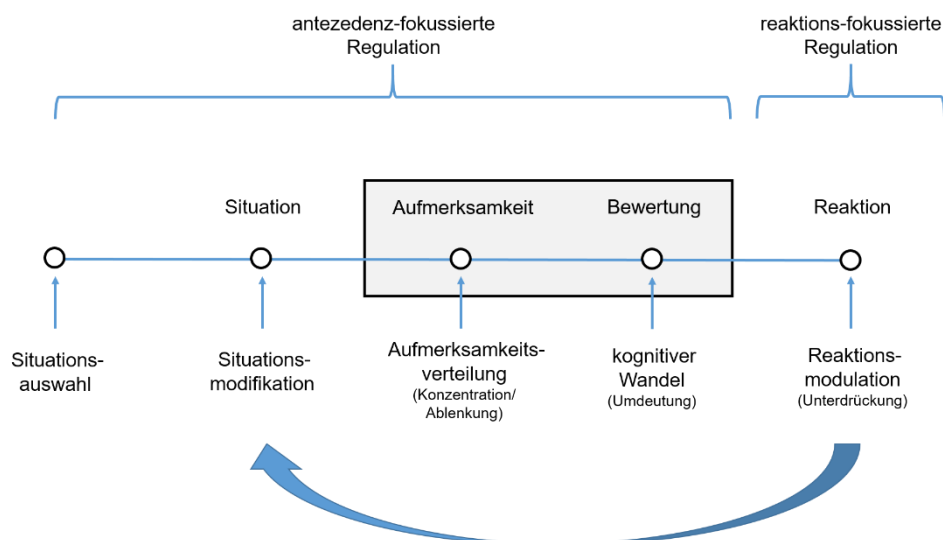 antezedenz-fokussierte
Regulation
reaktions-fokussierte
Regulation
Situation
Aufmerksamkeit
Bewertung
Reaktion
Situations-
auswahl
Situations-
modifikation
Aufmerksamkeits-
verteilung
(Konzentration/
Ablenkung)
kognitiver
Wandel
(Umdeutung)
Reaktions-
modulation
(Unterdrückung)